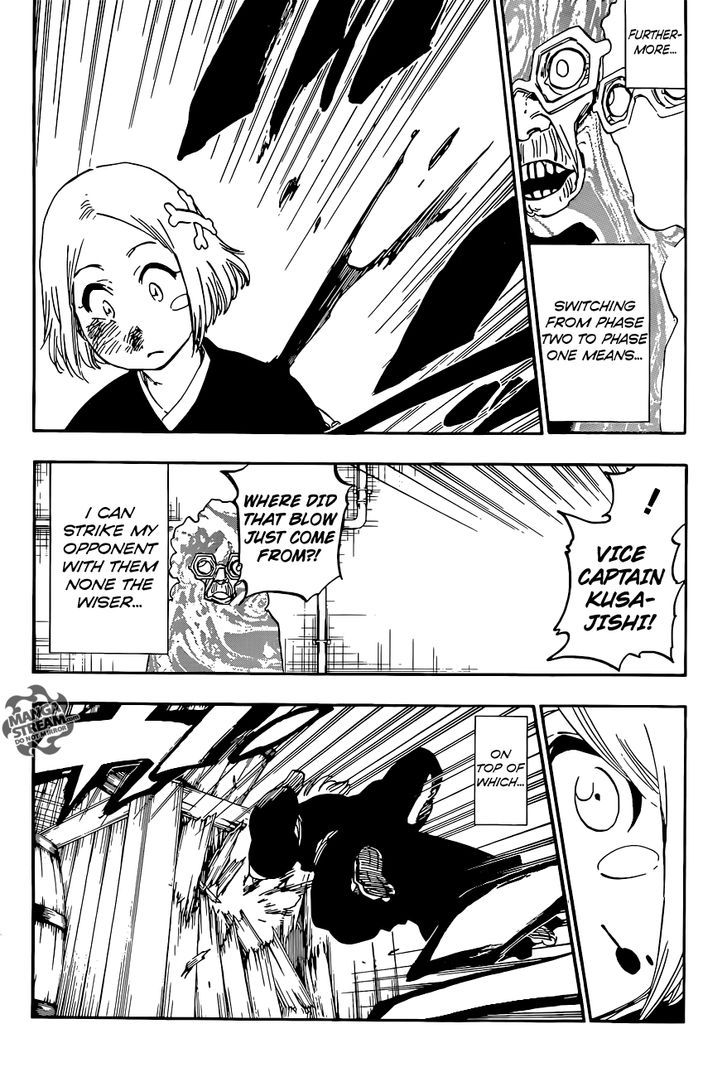 FURTHER-
MORE...
SWITCHING
FROM PHASE
TWO TO PHASE
ONE MEANS...
!
VICE
CAPTAIN
KUSA-
JISHI!
WHERE DID
THAT BLOW
JUST COME
FROM?!
I CAN
STRIKE MY
OPPONENT
WITH THEM
NONE THE
WISER...
MANGA
STREAM.com
DO NOT MIRROR
ON
TOP OF
WHICH...